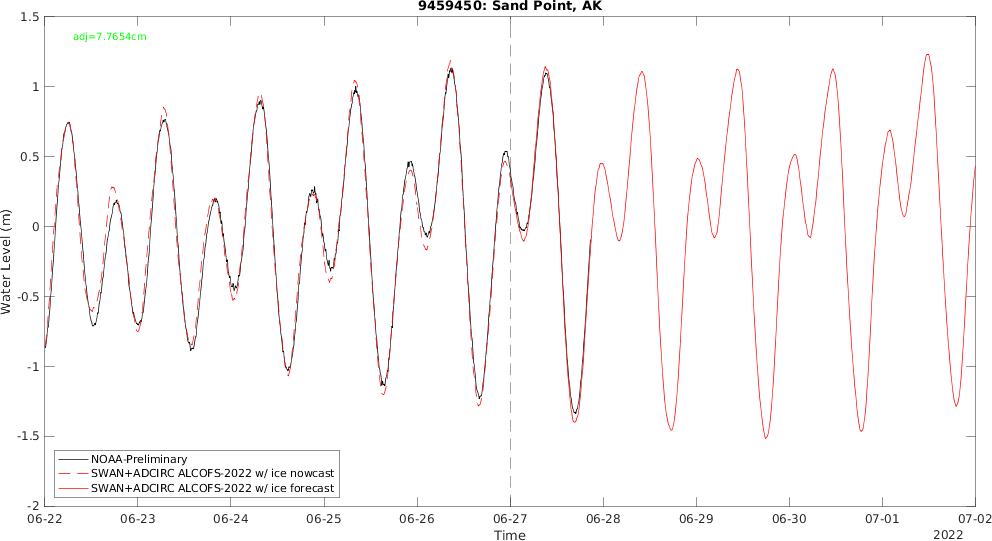 9459450: Sand Point, AK
adj=7.7654cm
Water Level (m)
1.5
1
0.5
0
-0.5
-1
-1.5
-2
NOAA-Preliminary
SWAN+ADCIRC ALCOFS-2022 w/ ice nowcast
SWAN+ADCIRC ALCOFS-2022 w/ ice forecast
06-22 06-23 06-24 06-25 06-26 06-27 06-28 06-29 06-30 07-01 07-02
Time
2022